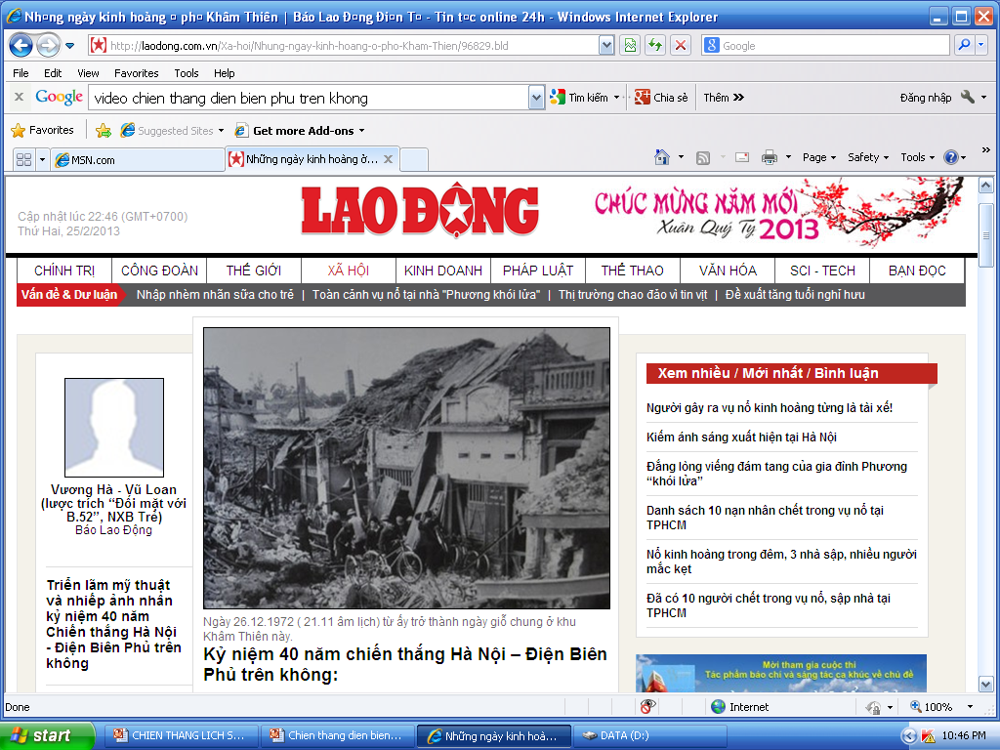 Nh¤ng ngày kinh hoàng ¤ ph¤ Khâm Thiên | Báo Lao Đ¤ng Đi¤n T¤ - Tin t¤c online 24h - Windows Internet Explorer
http://laodong.com.vn/Xa-hoi/Nhung-ngay-kinh-hoang-o-pho-Kham-Thien/96829.bld
Google
File Edit View Favorites Tools Help
x Google video chien thang dien bien phu tren khong Tìm kiếm Chia sẻ Thêm » Đăng nhập
Favorites Suggested Sites Get more Add-ons
MSN.com Những ngày kinh hoàng ở... Page Safety Tools »
Cập nhật lúc 22:46 (GMT+0700)
Thứ Hai, 25/2/2013
LAO ĐỘNG
CHÚC MỪNG NĂM MỚI
Xuân Quý Tỵ 2013
CHÍNH TRỊ CÔNG ĐOÀN THẾ GIỚI XÃ HỘI KINH DOANH PHÁP LUẬT THỂ THAO VĂN HÓA SCI - TECH BẠN ĐỌC
Vấn đề & Dư luận Nhập nhèm nhãn sữa cho trẻ | Toàn cảnh vụ nổ tại nhà "Phương khói lửa" | Thị trường chao đảo vì tin vịt | Đề xuất tăng tuổi nghỉ hưu
Vương Hà - Vũ Loan
(lược trích “Đối mặt với
B.52”, NXB Trẻ)
Báo Lao Động
Triển lãm mỹ thuật
và nhiếp ảnh nhân
kỷ niệm 40 năm
Chiến thắng Hà Nội
- Điện Biên Phủ trên
không
Ngày 26.12.1972 ( 21.11 âm lịch) từ ấy trở thành ngày giỗ chung ở khu
Khâm Thiên này.
Kỷ niệm 40 năm chiến thắng Hà Nội – Điện Biên
Phủ trên không:
Xem nhiều / Mới nhất / Bình luận
Người gây ra vụ nổ kinh hoàng từng là tài xế!
Kiếm ánh sáng xuất hiện tại Hà Nội
Đắng lòng viếng đám tang của gia đình Phương
“khói lửa”
Danh sách 10 nạn nhân chết trong vụ nổ tại
TPHCM
Nổ kinh hoàng trong đêm, 3 nhà sập, nhiều người
mắc kẹt
Đã có 10 người chết trong vụ nổ, sập nhà tại
TPHCM
Mời tham gia cuộc thi
Tác phẩm báo chí và sáng tác ca khúc về chủ đề
Done Internet 100%
start CHIEN THANG LICH S... Chien thang dien bien... Những ngày kinh hoà... DATA (D:) 10:46 PM